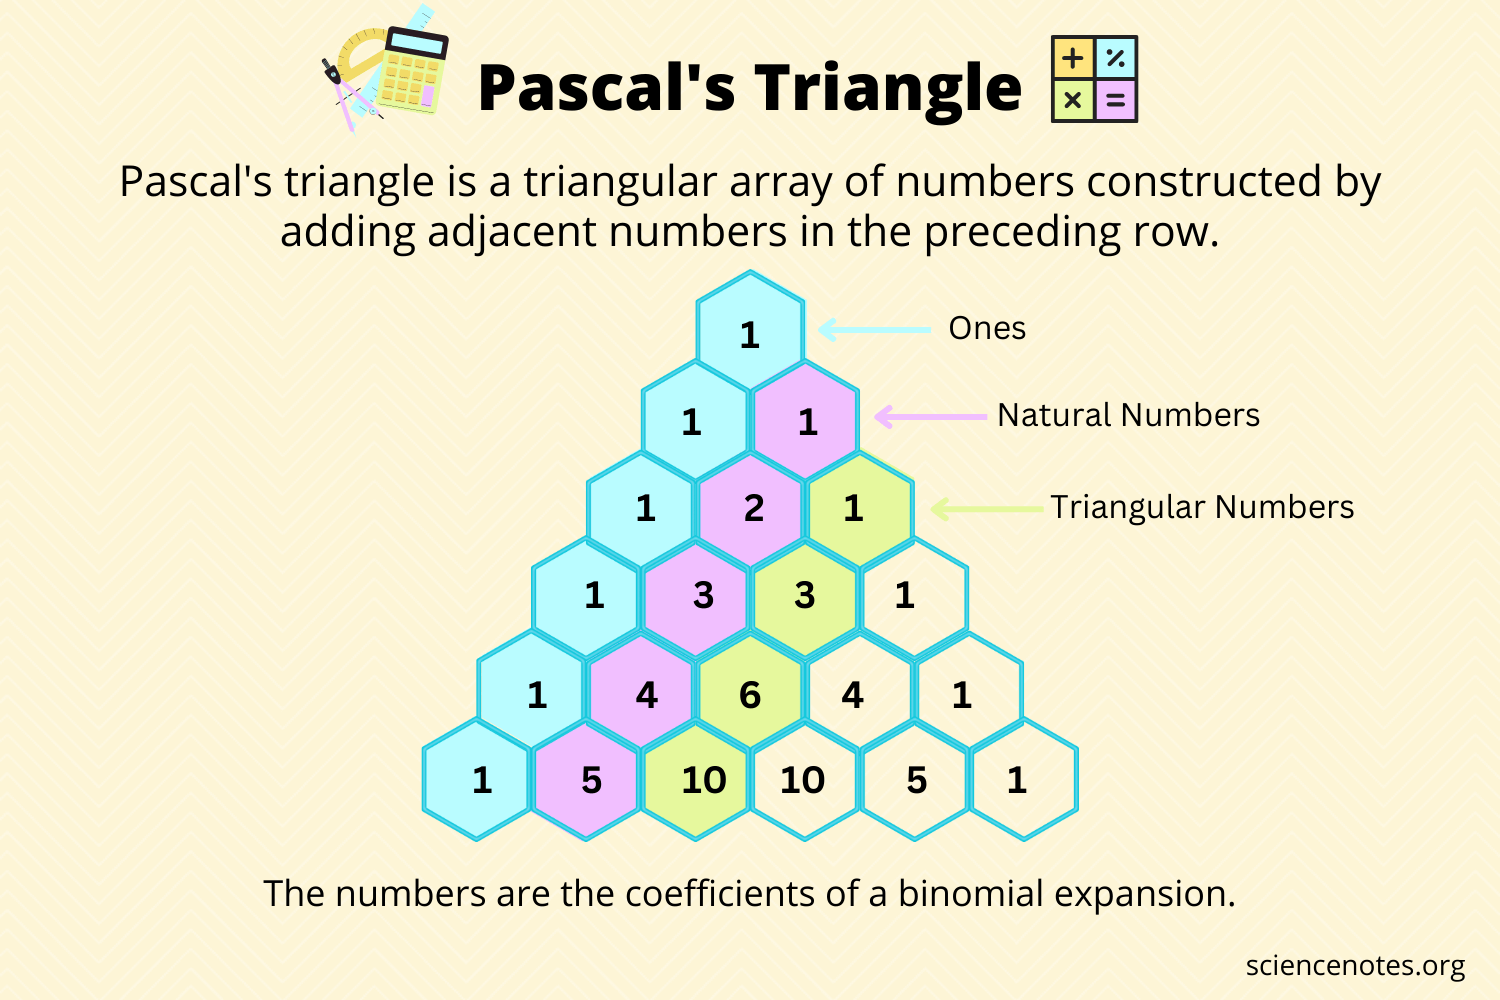 Pascal's Triangle
+ %
× =
Pascal's triangle is a triangular array of numbers constructed by
adding adjacent numbers in the preceding row.
1 Ones
1 1 Natural Numbers
1 2 1 Triangular Numbers
1 3 3 1
1 4 6 4 1
1 5 10 10 5 1
The numbers are the coefficients of a binomial expansion.
sciencenotes.org